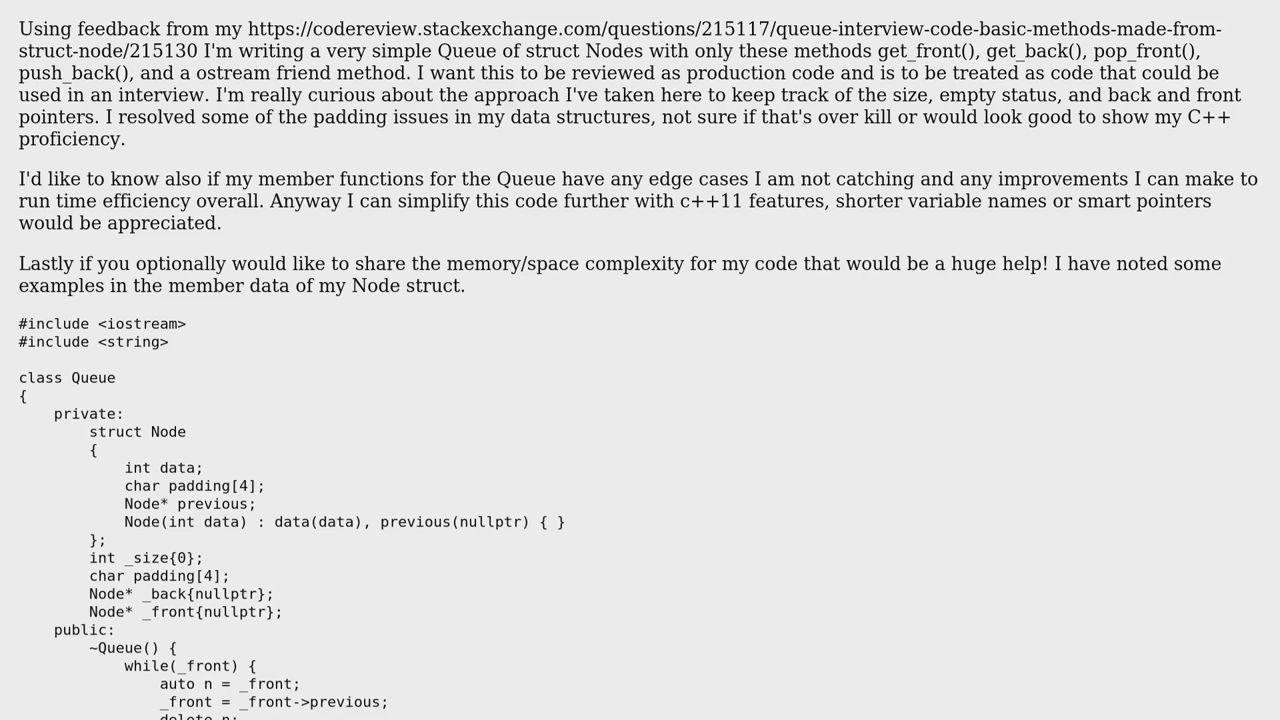 Using feedback from my https://codereview.stackexchange.com/questions/215117/queue-interview-code-basic-methods-made-from-
struct-node/215130 I'm writing a very simple Queue of struct Nodes with only these methods get_front(), get_back(), pop_front(),
push_back(), and a ostream friend method. I want this to be reviewed as production code and is to be treated as code that could be
used in an interview. I'm really curious about the approach I've taken here to keep track of the size, empty status, and back and front
pointers. I resolved some of the padding issues in my data structures, not sure if that's over kill or would look good to show my C++
proficiency.
I'd like to know also if my member functions for the Queue have any edge cases I am not catching and any improvements I can make to
run time efficiency overall. Anyway I can simplify this code further with c++11 features, shorter variable names or smart pointers
would be appreciated.
Lastly if you optionally would like to share the memory/space complexity for my code that would be a huge help! I have noted some
examples in the member data of my Node struct.
#include <iostream>
#include <string>
class Queue
{
    private:
        struct Node
        {
            int data;
            char padding[4];
            Node* previous;
            Node(int data) : data(data), previous(nullptr) { }
        };
        int _size{0};
        char padding[4];
        Node* _back{nullptr};
        Node* _front{nullptr};
    public:
        ~Queue() {
            while(_front) {
                auto n = _front;
                _front = _front->previous;
                delete n;